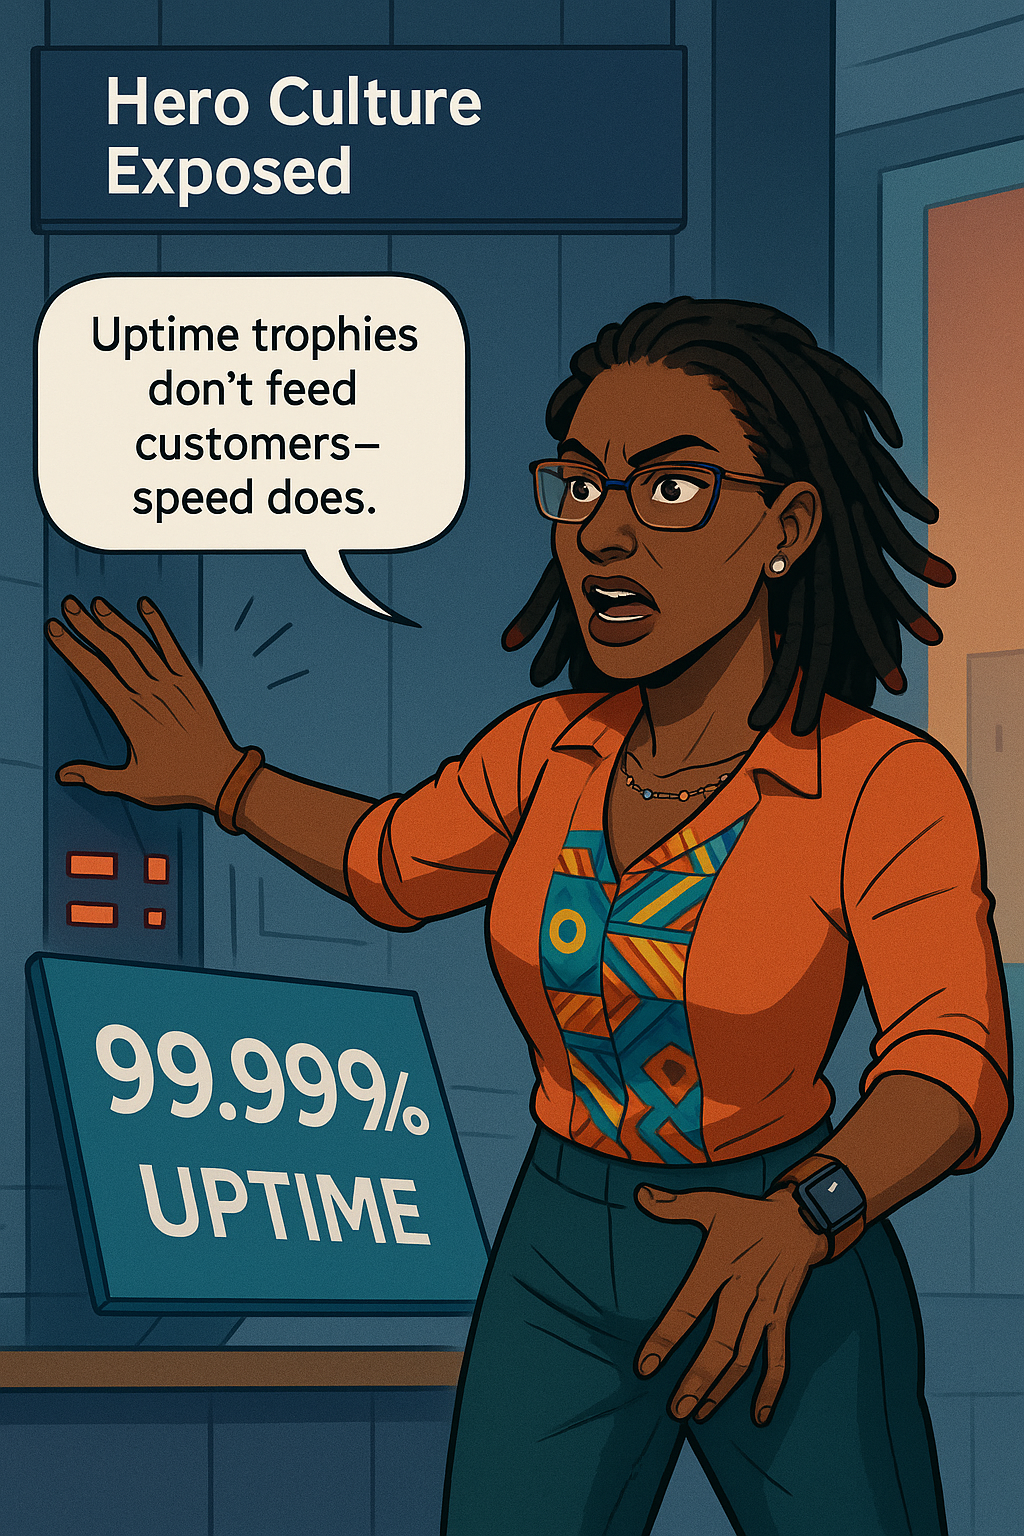 Hero Culture
Exposed
Uptime trophies
don’t feed
customers–
speed does.
99.999%
UPTIME